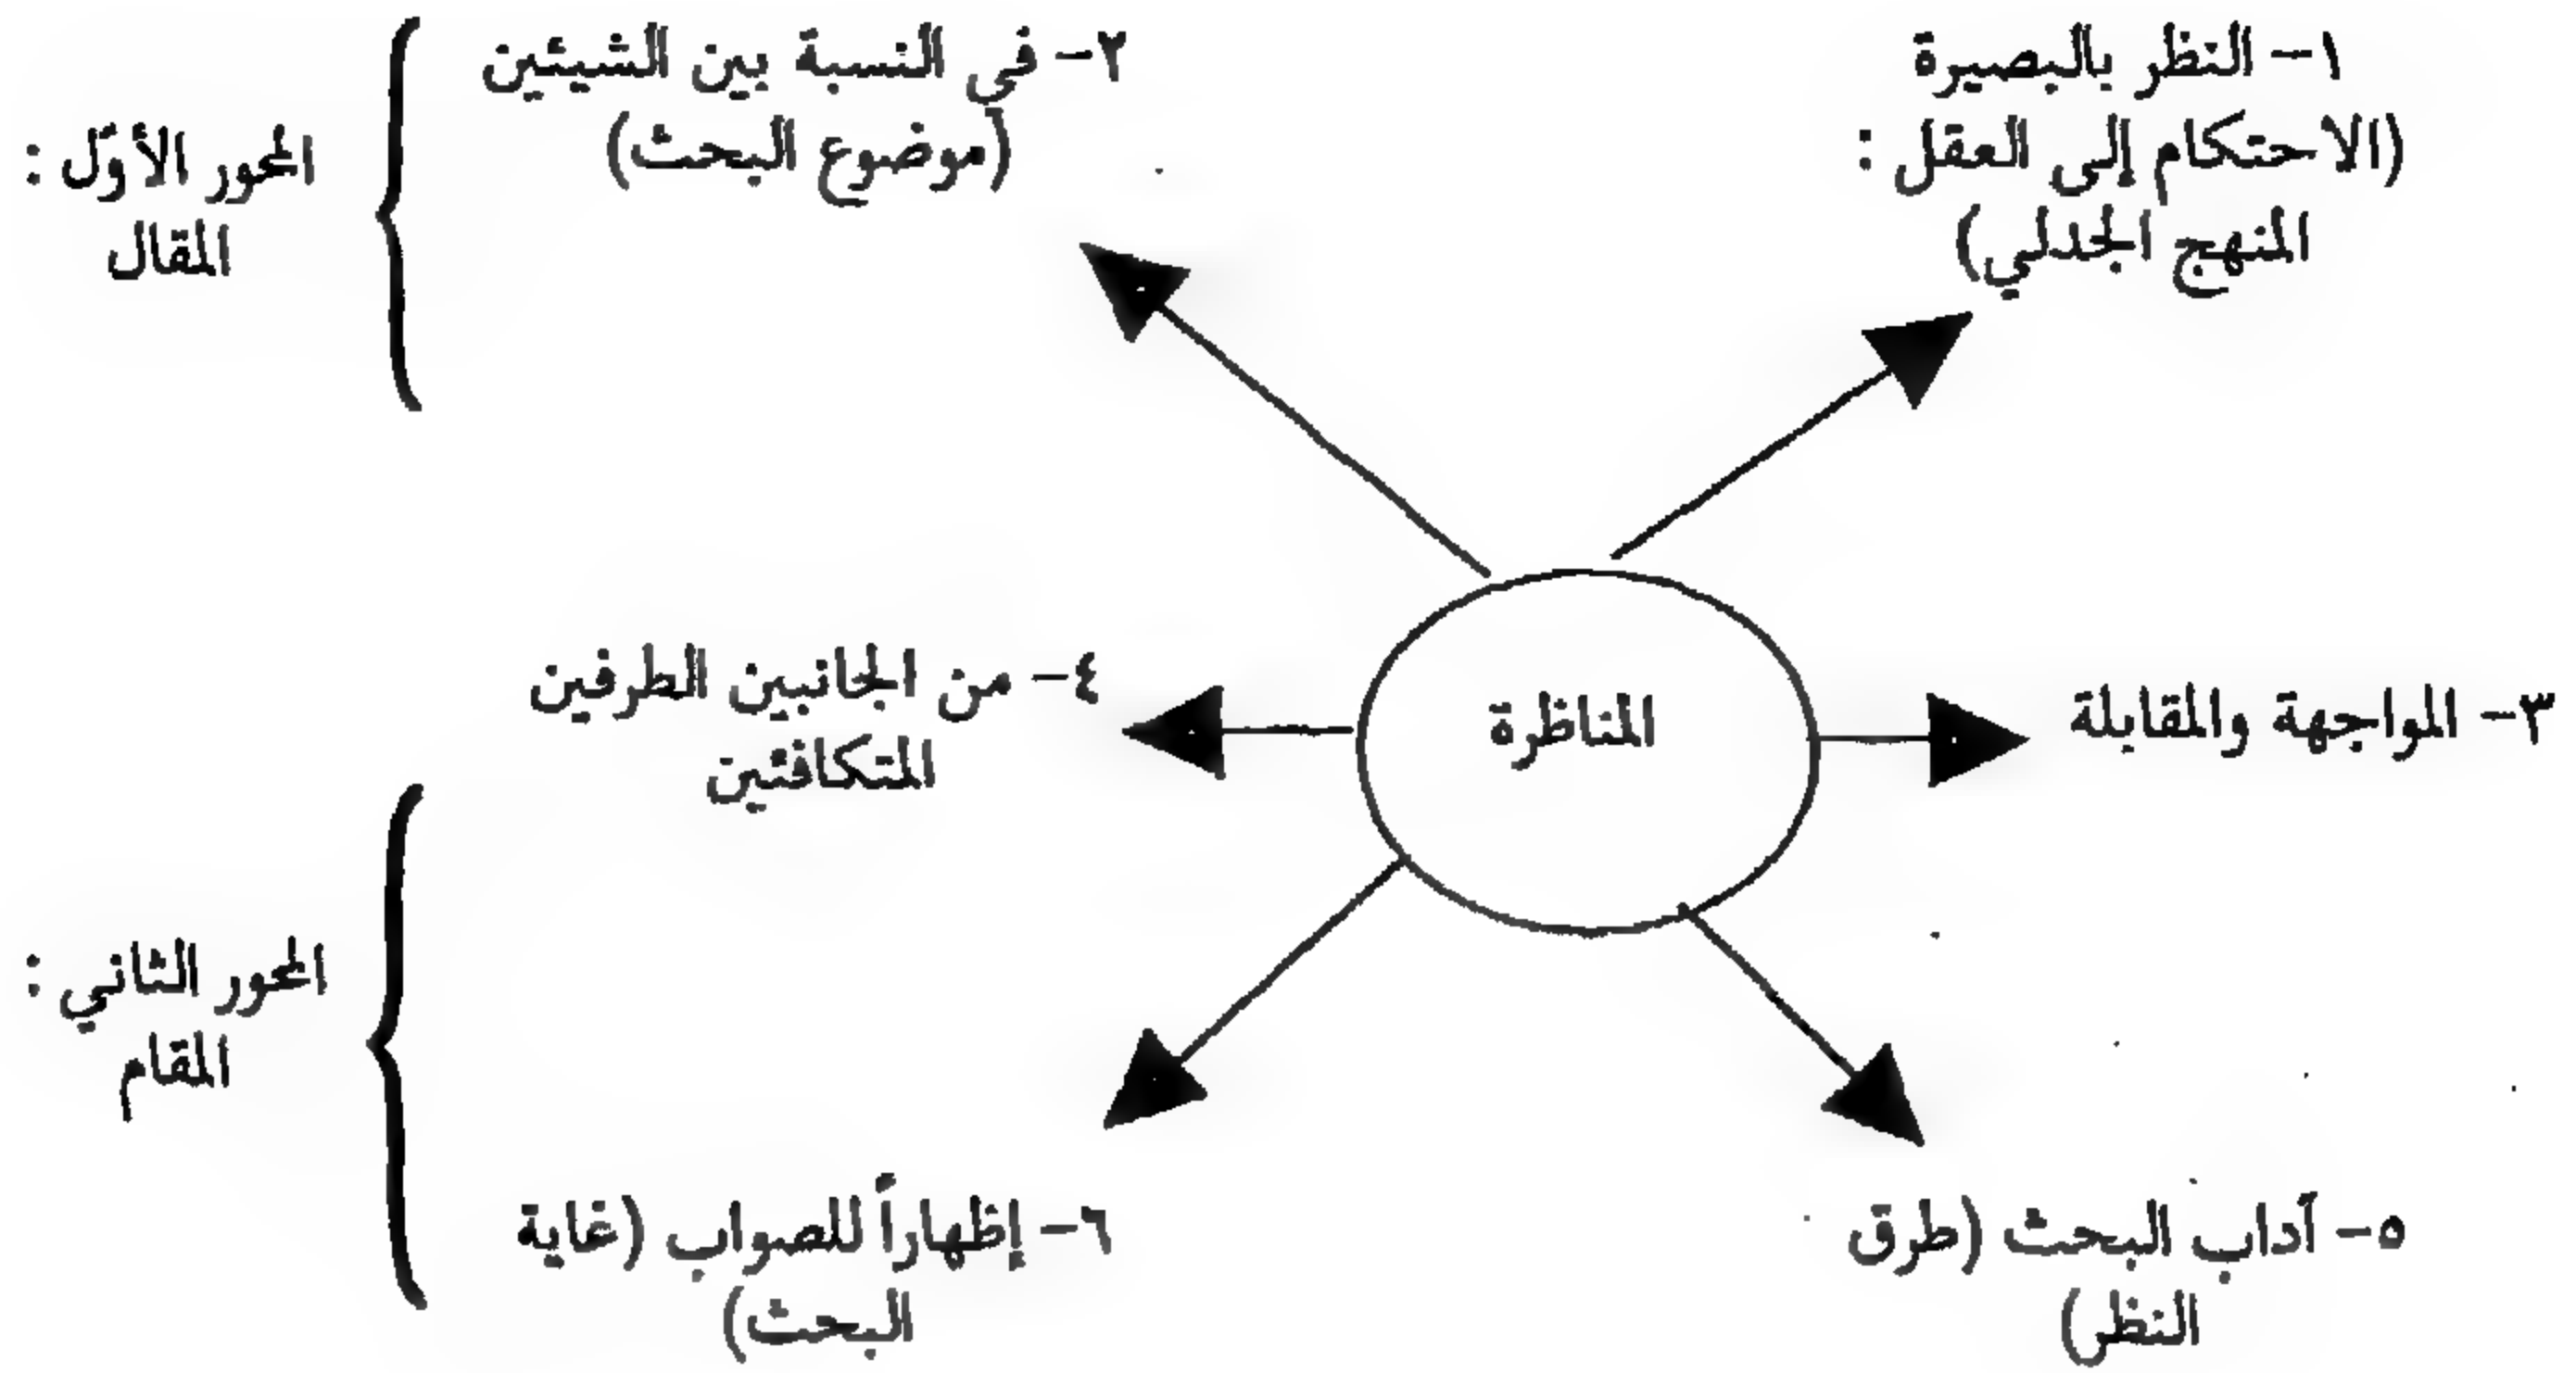 ١- النظر بالبصيرة
(الاحتكام إلى العقل :
المنهج الجدلي)
٢- في النسبة بين الشيئين
(موضوع البحث)
المحور الأوّل :
المقال
المناظرة
٣- المواجهة والمقابلة
٤- من الجانبين الطرفين
المتكافئين
٥- آداب البحث (طرق
النظر)
٦- إظهاراً للصواب (غاية
البحث)
المحور الثاني :
المقام